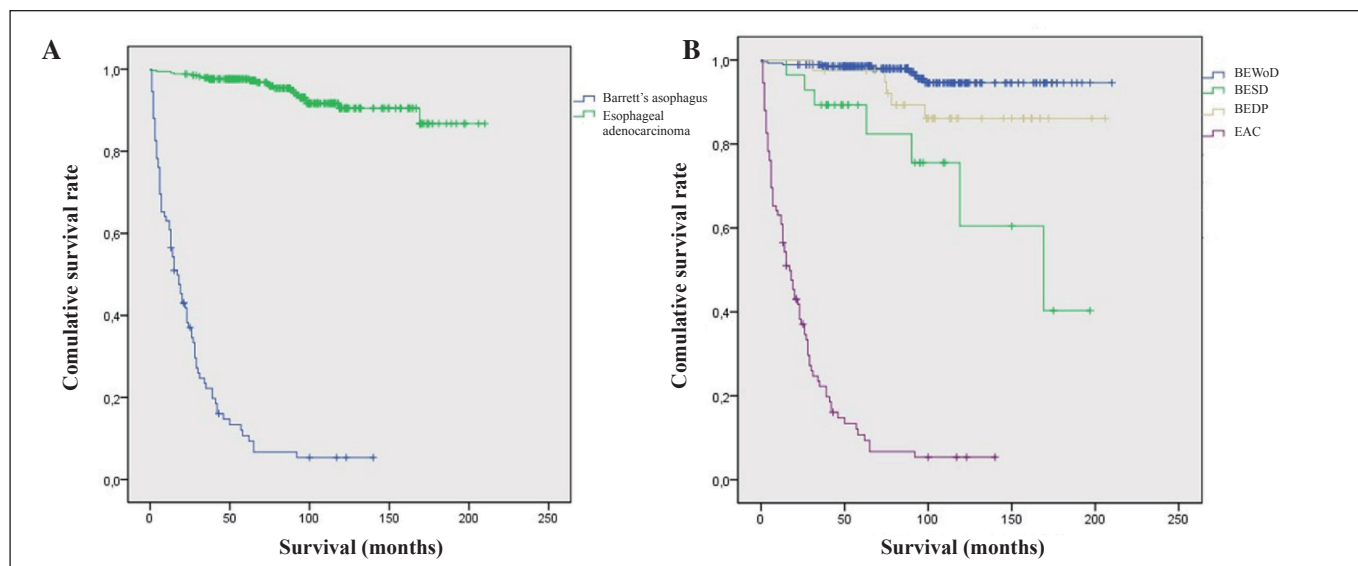 A
Comulative survival rate
1,0
0,8
0,6
0,4
0,2
0,0
0 50 100 150 200 250
Survival (months)
Barrett's asophagus
Esophageal
adenocarcinoma
B
Comulative survival rate
1,0
0,8
0,6
0,4
0,2
0,0
0 50 100 150 200 250
Survival (months)
BEWoD
BESD
BEDP
EAC